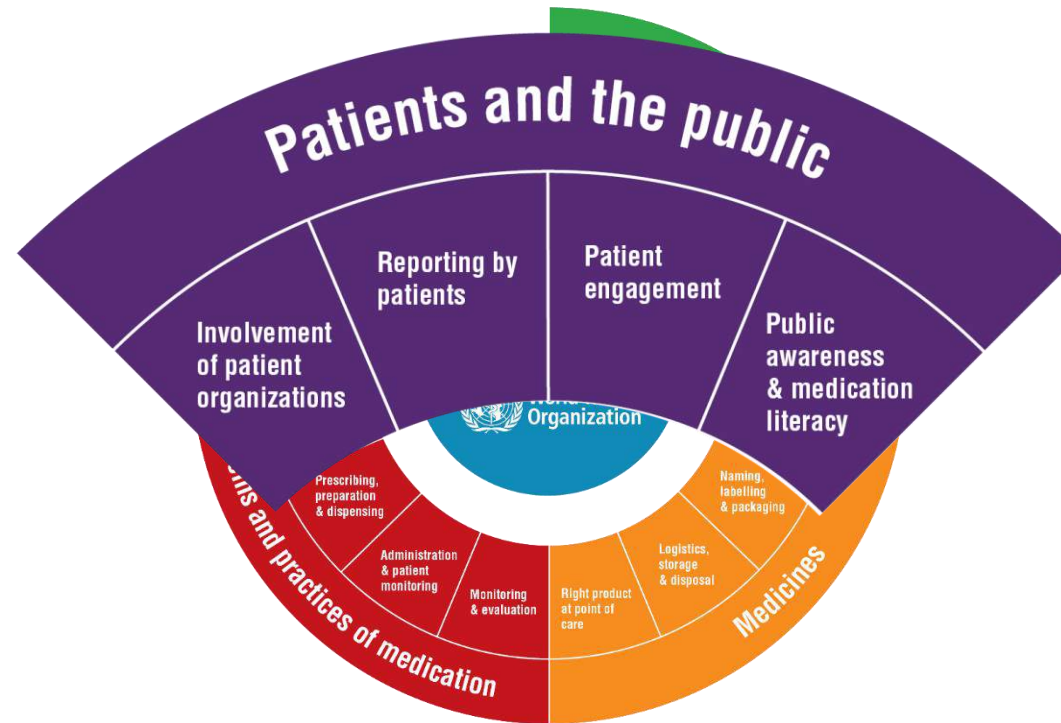 Patients and the public
Involvement
of patient
organizations
Reporting by
patients
Patient
engagement
Public
awareness
& medication
literacy
Organization
Prescribing,
preparation
& dispensing
Administration
& patient
monitoring
Monitoring
& evaluation
Right product
at point of
care
Logistics,
storage
& disposal
Naming,
labelling
& packaging
and practices of medication
Medicines